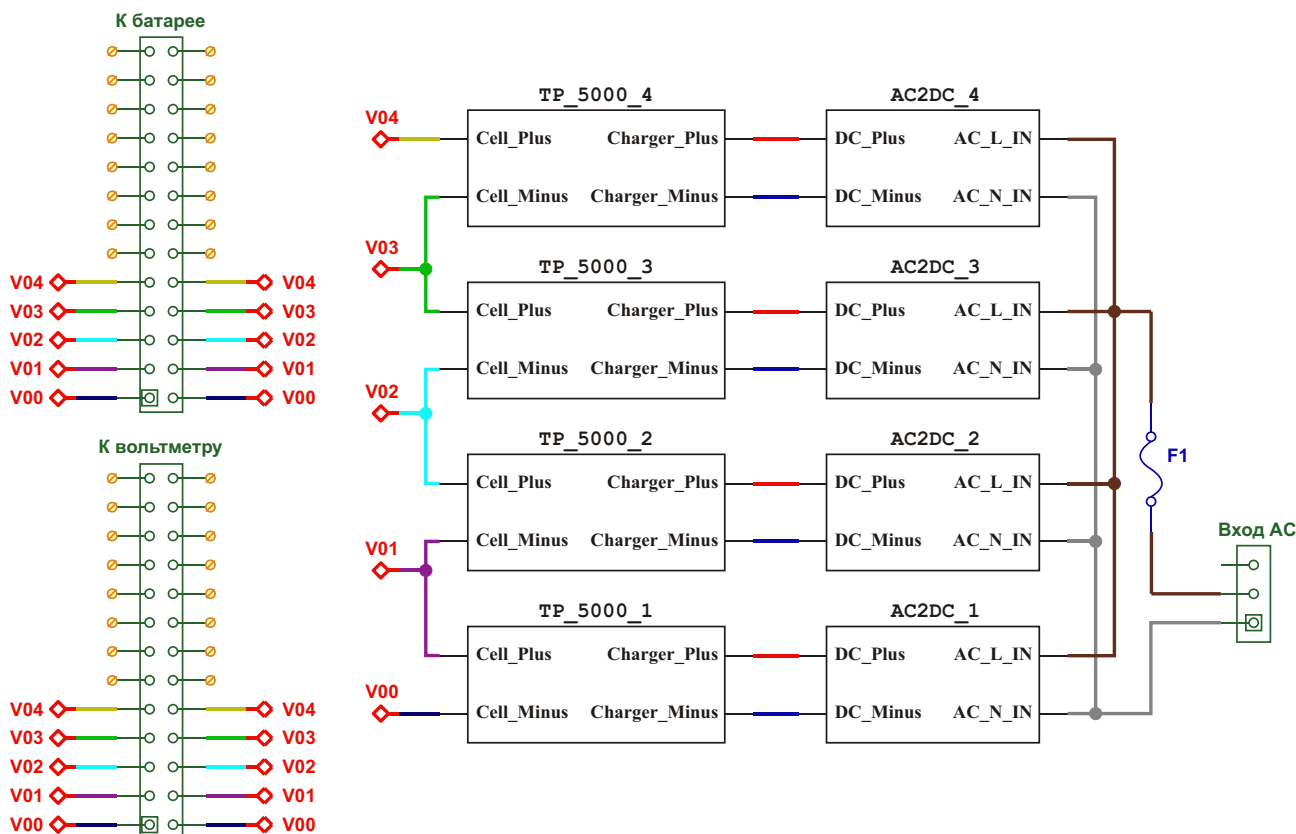 К батарее
V04 V04
V03 V03
V02 V02
V01 V01
V00 V00
К вольтметру
V04 V04
V03 V03
V02 V02
V01 V01
V00 V00
TP_5000_4 AC2DC_4
V04
Cell_Plus Charger_Plus DC_Plus AC_L_IN
Cell_Minus Charger_Minus DC_Minus AC_N_IN
V03
TP_5000_3 AC2DC_3
Cell_Plus Charger_Plus DC_Plus AC_L_IN
Cell_Minus Charger_Minus DC_Minus AC_N_IN
V02
TP_5000_2 AC2DC_2
Cell_Plus Charger_Plus DC_Plus AC_L_IN
Cell_Minus Charger_Minus DC_Minus AC_N_IN
V01
TP_5000_1 AC2DC_1
Cell_Plus Charger_Plus DC_Plus AC_L_IN
V00
Cell_Minus Charger_Minus DC_Minus AC_N_IN
F1
Вход AC